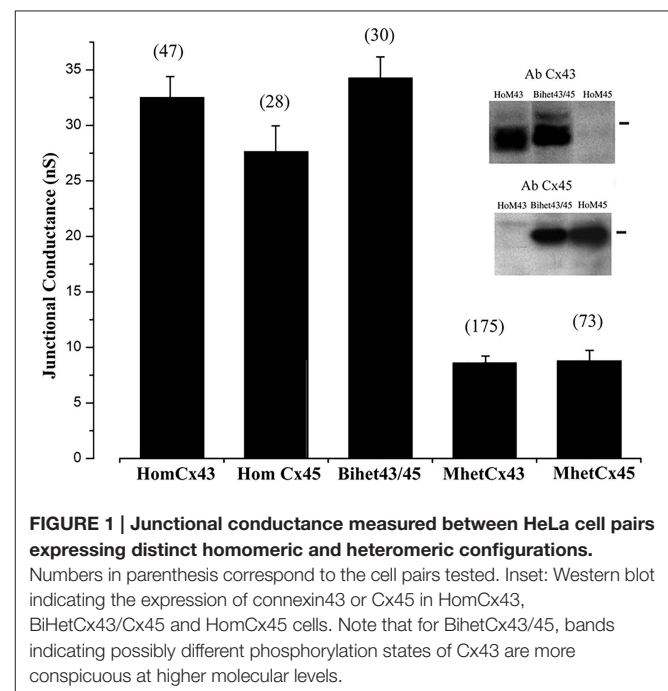 (47)
(28)
(30)
(175)
(73)
35
30
25
20
15
10
5
0
Junctional Conductance (nS)
HomCx43 Hom Cx45 Bihet43/45 MhetCx43 MhetCx45
Ab Cx43
HoM43 Bihet43/45 HoM45
Ab Cx45
HoM43 Bihet43/45 HoM45
FIGURE 1 | Junctional conductance measured between HeLa cell pairs
expressing distinct homomeric and heteromeric configurations.
Numbers in parenthesis correspond to the cell pairs tested. Inset: Western blot
indicating the expression of connexin43 or Cx45 in HomCx43,
BiHetCx43/Cx45 and HomCx45 cells. Note that for BihetCx43/45, bands
indicating possibly different phosphorylation states of Cx43 are more
conspicuous at higher molecular levels.